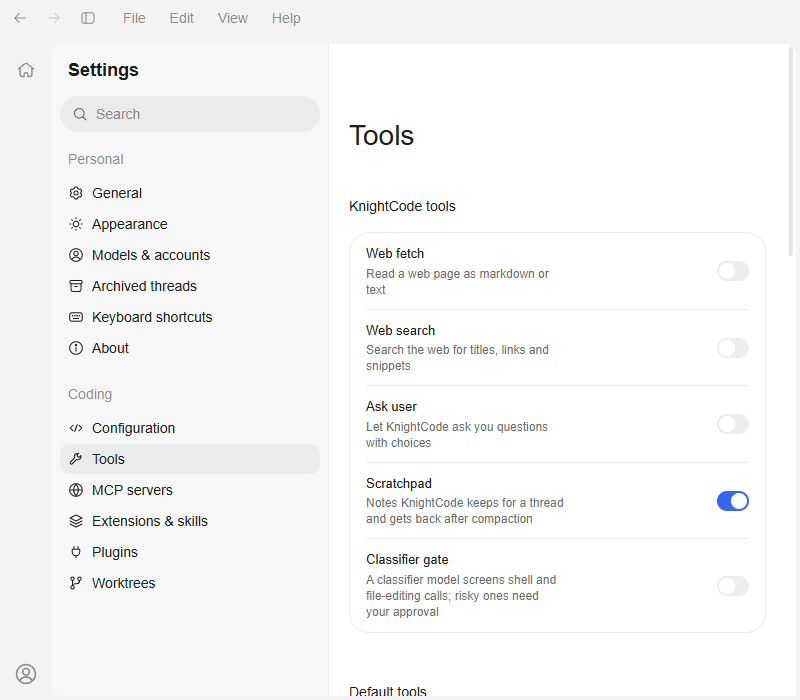 File Edit View Help
Settings
Search
Personal
General
Appearance
Models & accounts
Archived threads
Keyboard shortcuts
About
Coding
Configuration
Tools
MCP servers
Extensions & skills
Plugins
Worktrees
Tools
KnightCode tools
Web fetch
Read a web page as markdown or
text
Web search
Search the web for titles, links and
snippets
Ask user
Let KnightCode ask you questions
with choices
Scratchpad
Notes KnightCode keeps for a thread
and gets back after compaction
Classifier gate
A classifier model screens shell and
file-editing calls; risky ones need
your approval
Default tools